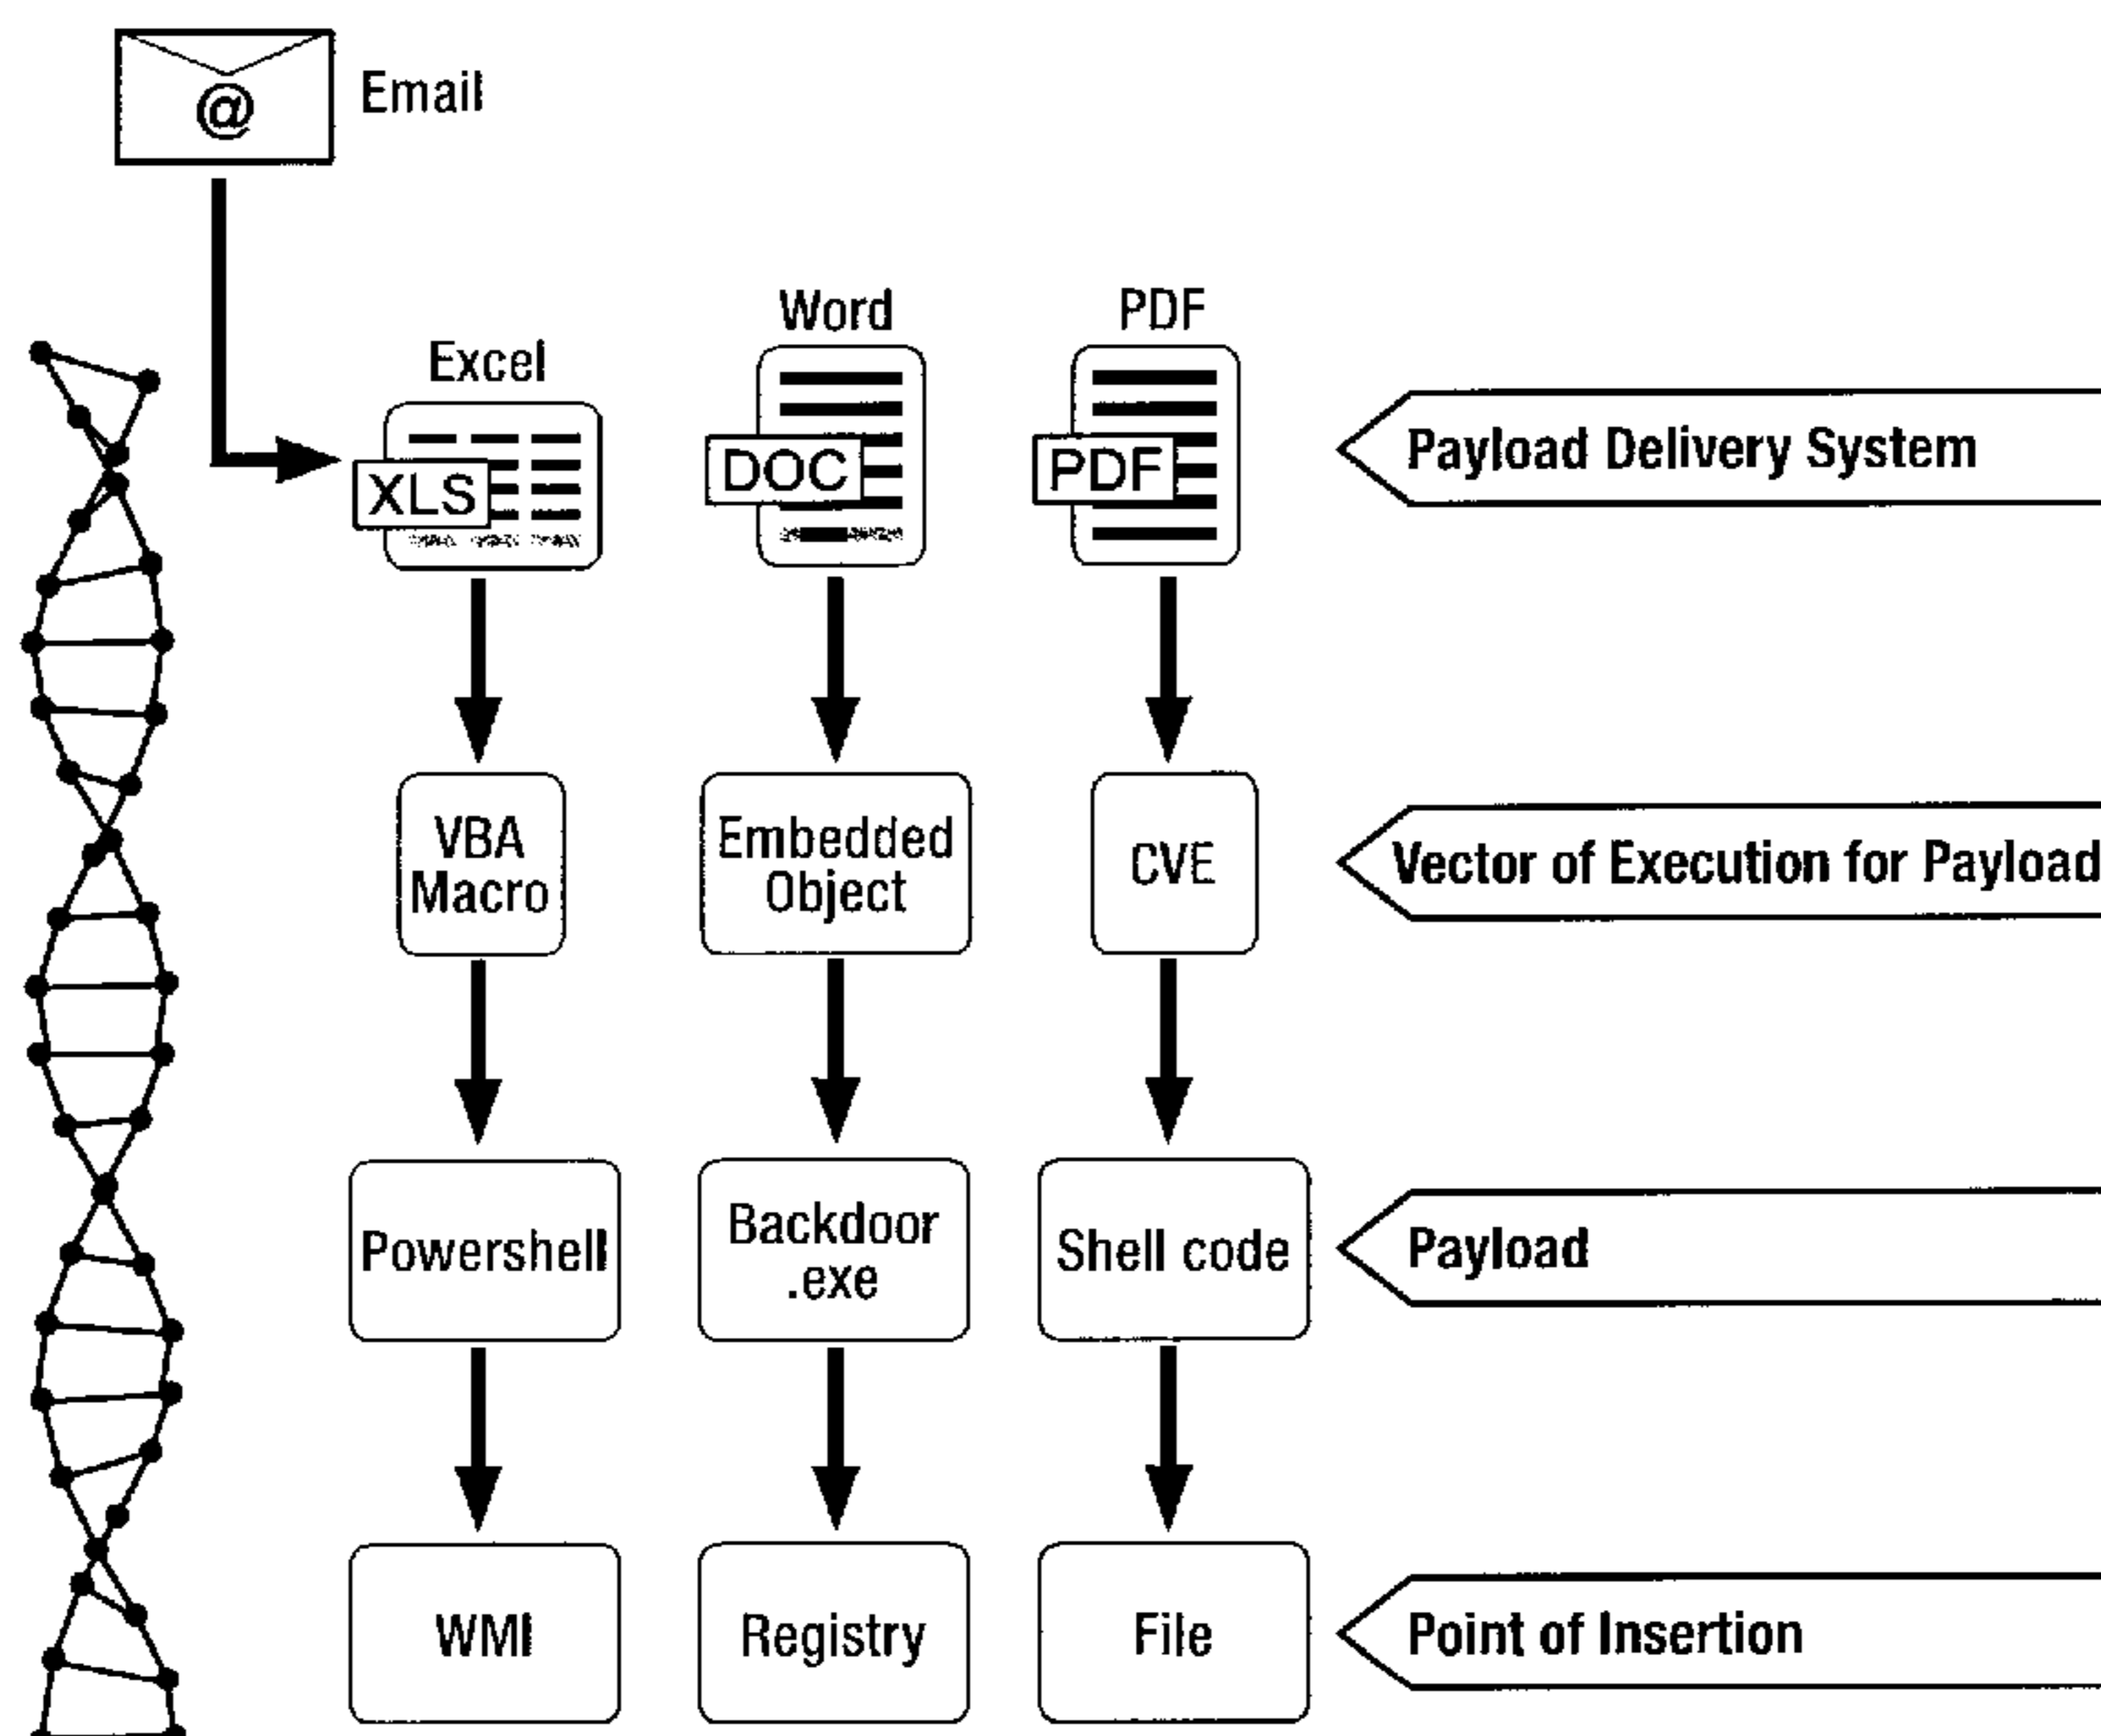 @
Email
Excel
Word
PDF
XLS
DOC
PDF
Payload Delivery System
VBA
Macro
Embedded
Object
CVE
Vector of Execution for Payload
Powershell
Backdoor
.exe
Shell code
Payload
WMI
Registry
File
Point of Insertion